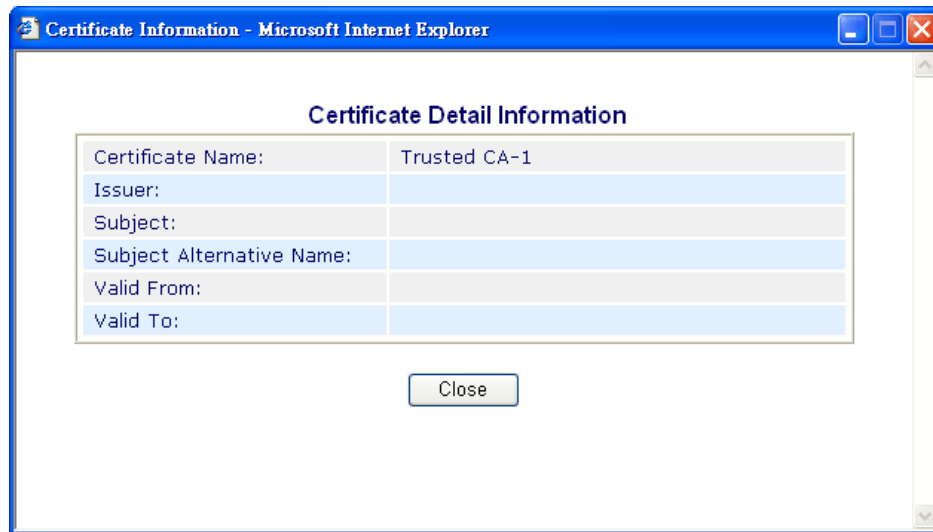 Certificate Information - Microsoft Internet Explorer
Certificate Detail Information
Certificate Name: Trusted CA-1
Issuer:
Subject:
Subject Alternative Name:
Valid From:
Valid To:
Close